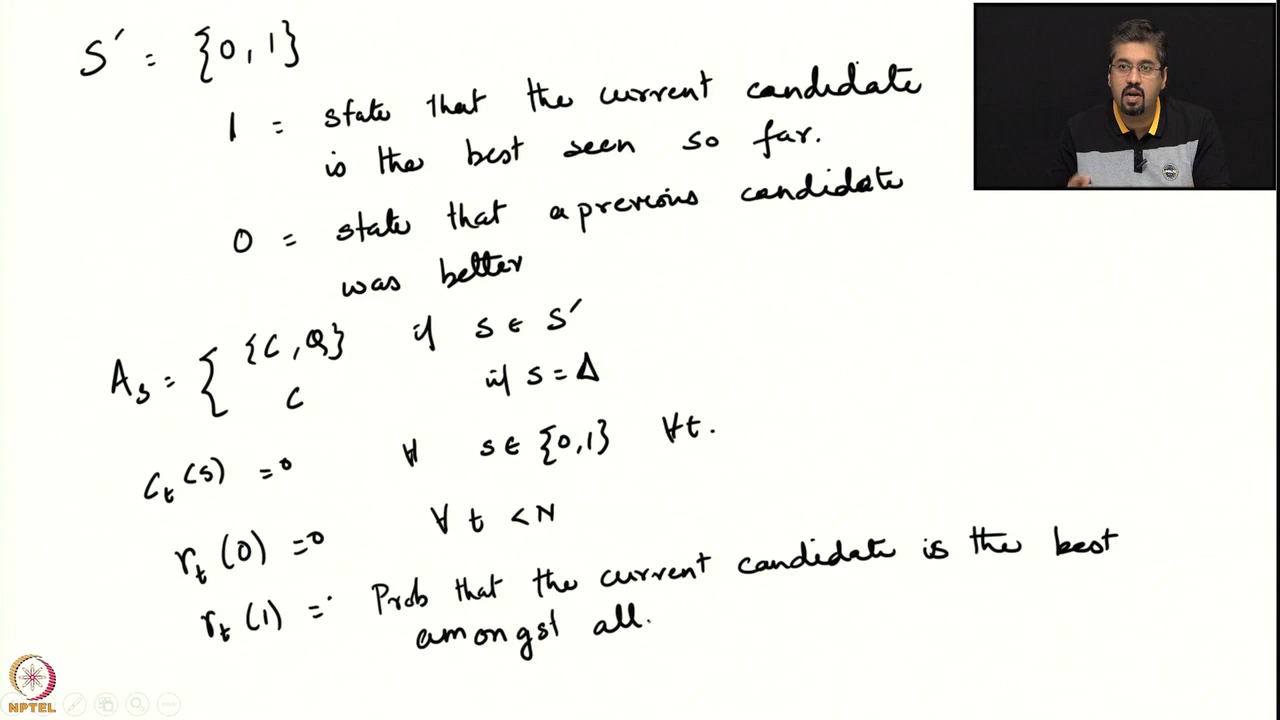 S′ = {0, 1}
1 = state that the current candidate
is the best seen so far.
0 = state that a previous candidate
was better
A_s = { {C, Q} if s ∈ S′
C if s = Δ
C_t(s) = 0 ∀ s ∈ {0,1} ∀t.
r_t(0) = 0 ∀ t < N
r_t(1) = Prob that the current candidate is the best
amongst all.
NPTEL